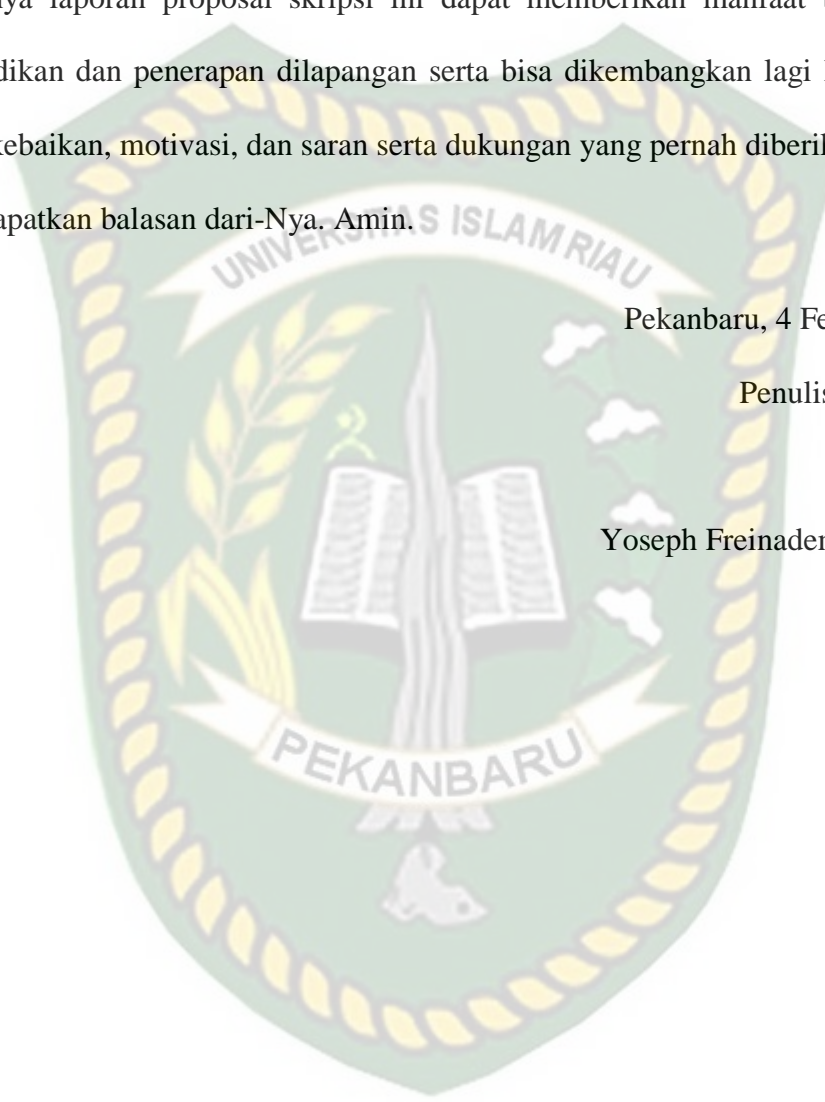 nya laporan proposal skripsi ini dapat memberikan manfaat
dikan dan penerapan dilapangan serta bisa dikembangkan lagi
kebaikan, motivasi, dan saran serta dukungan yang pernah diberi
apatkan balasan dari-Nya. Amin.
UNIVERSITAS ISLAM RIAU
Pekanbaru, 4 Fe
Penulis
Yoseph Freinader
PEKANBARU